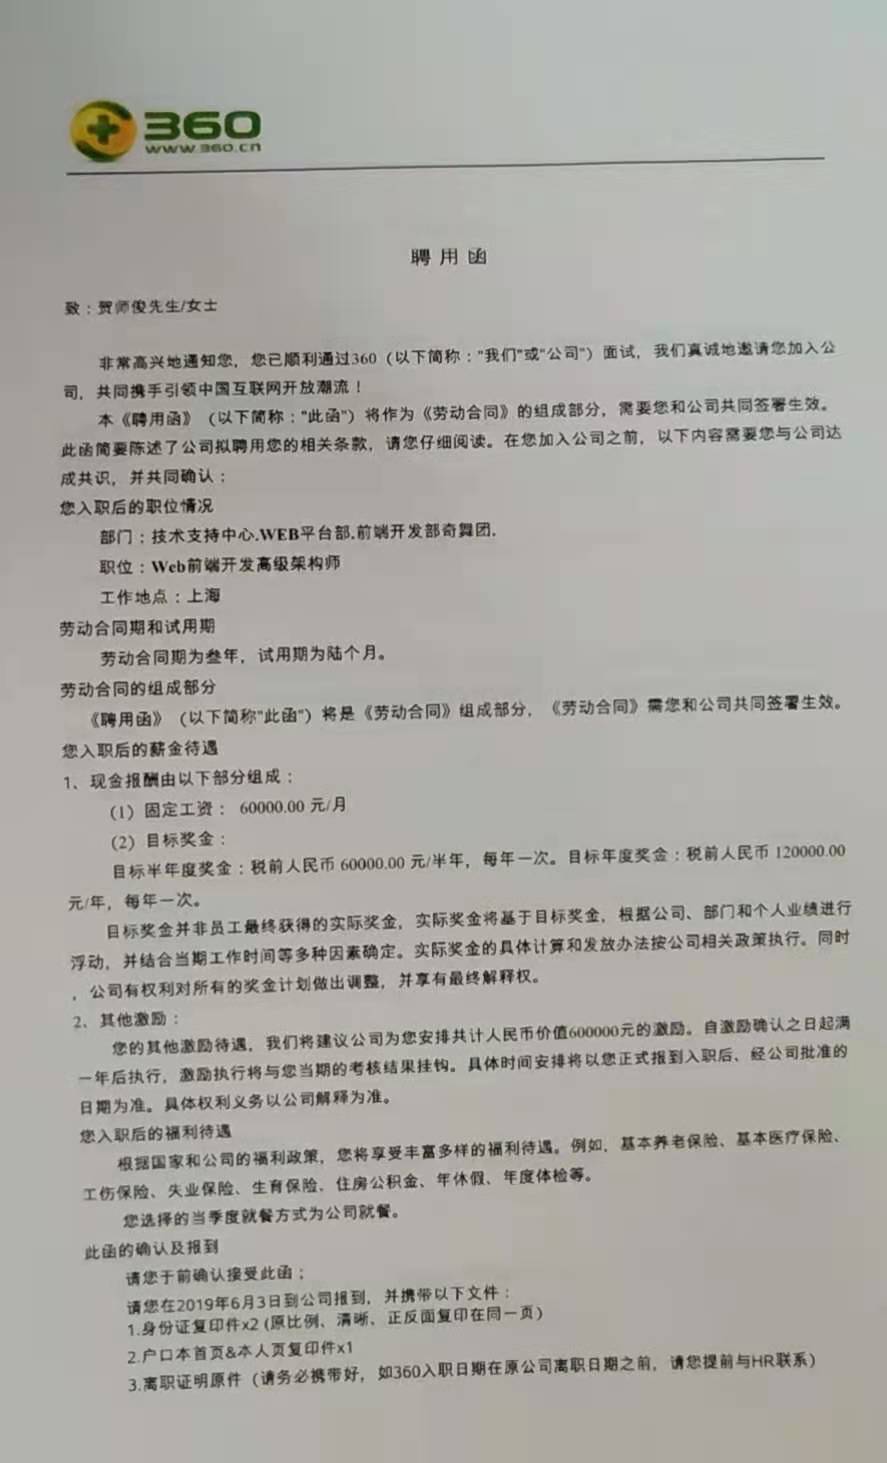 360
www.360.cn
聘用函
致：贺师俊先生/女士
非常高兴地通知您，您已顺利通过360（以下简称："我们"或"公司"）面试，我们真诚地邀请您加入公
司，共同携手引领中国互联网开放潮流！
本《聘用函》（以下简称："此函"）将作为《劳动合同》的组成部分，需要您和公司共同签署生效。
此函简要陈述了公司拟聘用您的相关条款，请您仔细阅读。在您加入公司之前，以下内容需要您与公司达
成共识，并共同确认：
您入职后的职位情况
部门：技术支持中心.WEB平台部.前端开发部奇舞团.
职位：Web前端开发高级架构师
工作地点：上海
劳动合同期和试用期
劳动合同期为叁年，试用期为陆个月。
劳动合同的组成部分
《聘用函》（以下简称"此函"）将是《劳动合同》组成部分，《劳动合同》需您和公司共同签署生效。
您入职后的薪金待遇
1、现金报酬由以下部分组成：
（1）固定工资： 60000.00 元/月
（2）目标奖金：
目标半年度奖金：税前人民币 60000.00 元/半年，每年一次。目标年度奖金：税前人民币 120000.00
元/年，每年一次。
目标奖金并非员工最终获得的实际奖金，实际奖金将基于目标奖金，根据公司、部门和个人业绩进行
浮动，并结合当期工作时间等多种因素确定。实际奖金的具体计算和发放办法按公司相关政策执行。同时
，公司有权利对所有的奖金计划做出调整，并享有最终解释权。
2、其他激励：
您的其他激励待遇，我们将建议公司为您安排共计人民币价值600000元的激励。自激励确认之日起满
一年后执行，激励执行将与您当期的考核结果挂钩。具体时间安排将以您正式报到入职后、经公司批准的
日期为准。具体权利义务以公司解释为准。
您入职后的福利待遇
根据国家和公司的福利政策，您将享受丰富多样的福利待遇。例如，基本养老保险、基本医疗保险、
工伤保险、失业保险、生育保险、住房公积金、年休假、年度体检等。
您选择的当季度就餐方式为公司就餐。
此函的确认及报到
请您于前确认接受此函；
请您在2019年6月3日到公司报到，并携带以下文件：
1.身份证复印件x2 (原比例、清晰、正反面复印在同一页）
2.户口本首页&本人页复印件x1
3.离职证明原件（请务必携带好，如360入职日期在原公司离职日期之前，请您提前与HR联系）